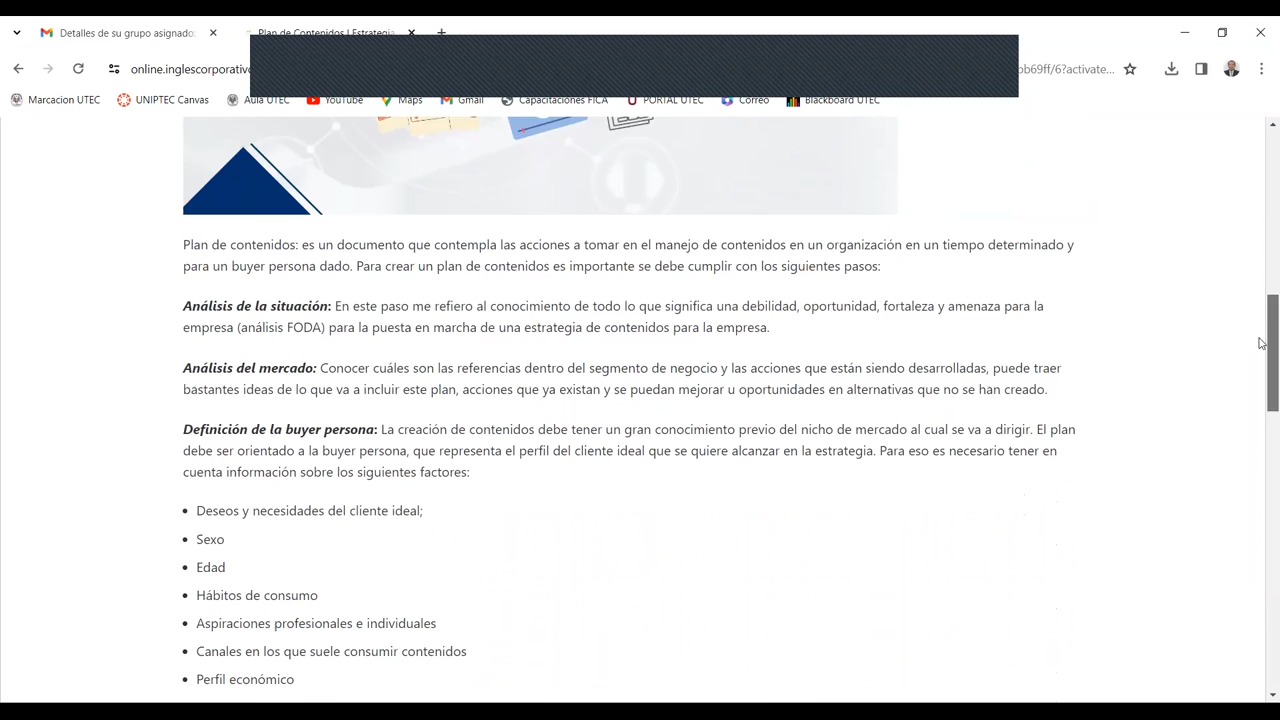 Detalles de su grupo asignado
Plan de Contenidos | Estrategia
online.inglescorporativo
bb69ff/6?activate...
Marcacion UTEC
UNIPTEC Canvas
Aula UTEC
YouTube
Maps
Gmail
Capacitaciones FICA
PORTAL UTEC
Correo
Blackboard UTEC
Plan de contenidos: es un documento que contempla las acciones a tomar en el manejo de contenidos en un organización en un tiempo determinado y
para un buyer persona dado. Para crear un plan de contenidos es importante se debe cumplir con los siguientes pasos:
Análisis de la situación: En este paso me refiero al conocimiento de todo lo que significa una debilidad, oportunidad, fortaleza y amenaza para la
empresa (análisis FODA) para la puesta en marcha de una estrategia de contenidos para la empresa.
Análisis del mercado: Conocer cuáles son las referencias dentro del segmento de negocio y las acciones que están siendo desarrolladas, puede traer
bastantes ideas de lo que va a incluir este plan, acciones que ya existan y se puedan mejorar u oportunidades en alternativas que no se han creado.
Definición de la buyer persona: La creación de contenidos debe tener un gran conocimiento previo del nicho de mercado al cual se va a dirigir. El plan
debe ser orientado a la buyer persona, que representa el perfil del cliente ideal que se quiere alcanzar en la estrategia. Para eso es necesario tener en
cuenta información sobre los siguientes factores:
• Deseos y necesidades del cliente ideal;
• Sexo
• Edad
• Hábitos de consumo
• Aspiraciones profesionales e individuales
• Canales en los que suele consumir contenidos
• Perfil económico